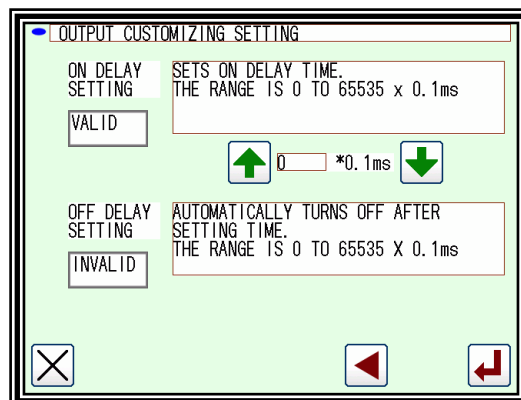 OUTPUT CUSTOMIZING SETTING
ON DELAY SETS ON DELAY TIME.
SETTING THE RANGE IS 0 TO 65535 x 0.1ms
VALID
0 *0.1ms
OFF DELAY AUTOMATICALLY TURNS OFF AFTER
SETTING SETTING TIME.
THE RANGE IS 0 TO 65535 X 0.1ms
INVALID